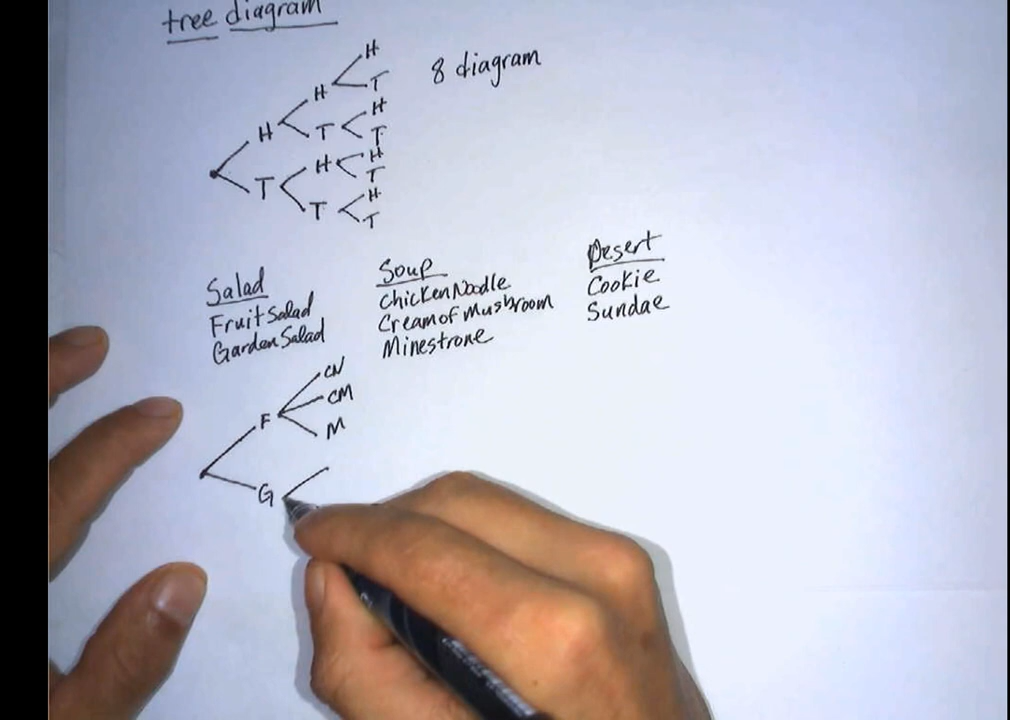 tree diagram
H
H
T
8 diagram
H
H
T
H
T
T
H
H
T
T
H
T
Salad
Fruit Salad
Garden Salad
Soup
Chicken Noodle
Cream of Mushroom
Minestrone
Desert
Cookie
Sundae
F
CN
CM
M
G